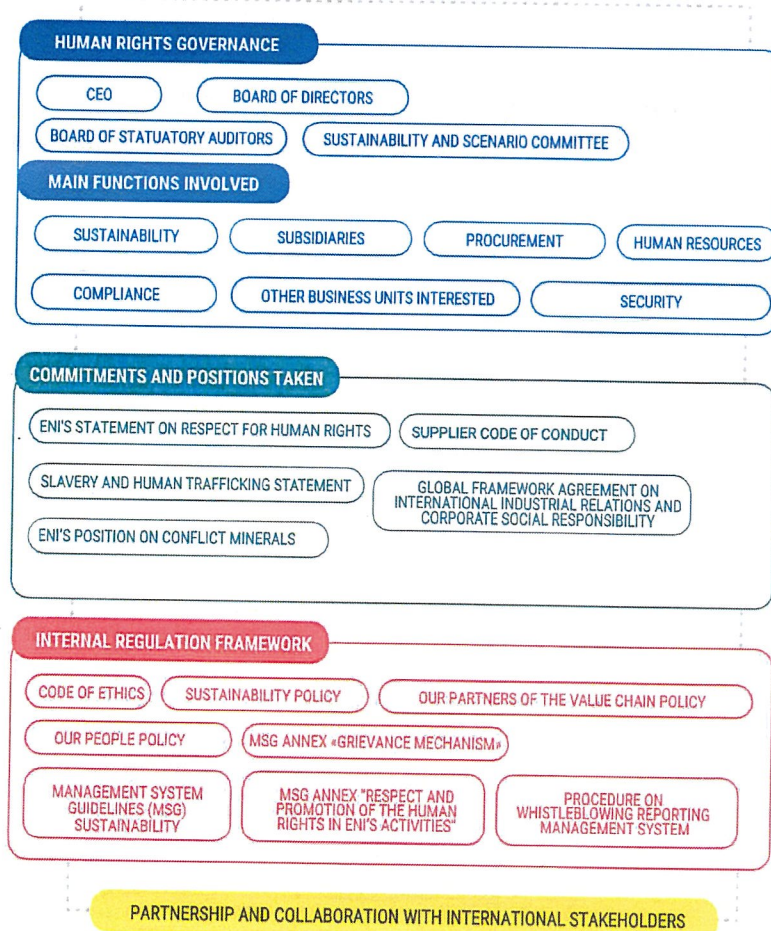 HUMAN RIGHTS GOVERNANCE
CEO
BOARD OF DIRECTORS
BOARD OF STATUATORY AUDITORS
SUSTAINABILITY AND SCENARIO COMMITTEE
MAIN FUNCTIONS INVOLVED
SUSTAINABILITY
SUBSIDIARIES
PROCUREMENT
HUMAN RESOURCES
COMPLIANCE
OTHER BUSINESS UNITS INTERESTED
SECURITY
COMMITMENTS AND POSITIONS TAKEN
ENI'S STATEMENT ON RESPECT FOR HUMAN RIGHTS
SUPPLIER CODE OF CONDUCT
SLAVERY AND HUMAN TRAFFICKING STATEMENT
GLOBAL FRAMEWORK AGREEMENT ON
INTERNATIONAL INDUSTRIAL RELATIONS AND
CORPORATE SOCIAL RESPONSIBILITY
ENI'S POSITION ON CONFLICT MINERALS
INTERNAL REGULATION FRAMEWORK
CODE OF ETHICS
SUSTAINABILITY POLICY
OUR PARTNERS OF THE VALUE CHAIN POLICY
OUR PEOPLE POLICY
MSG ANNEX «GRIEVANCE MECHANISM»
MANAGEMENT SYSTEM
GUIDELINES (MSG)
SUSTAINABILITY
MSG ANNEX "RESPECT AND
PROMOTION OF THE HUMAN
RIGHTS IN ENI'S ACTIVITIES"
PROCEDURE ON
WHISTLEBLOWING REPORTING
MANAGEMENT SYSTEM
PARTNERSHIP AND COLLABORATION WITH INTERNATIONAL STAKEHOLDERS